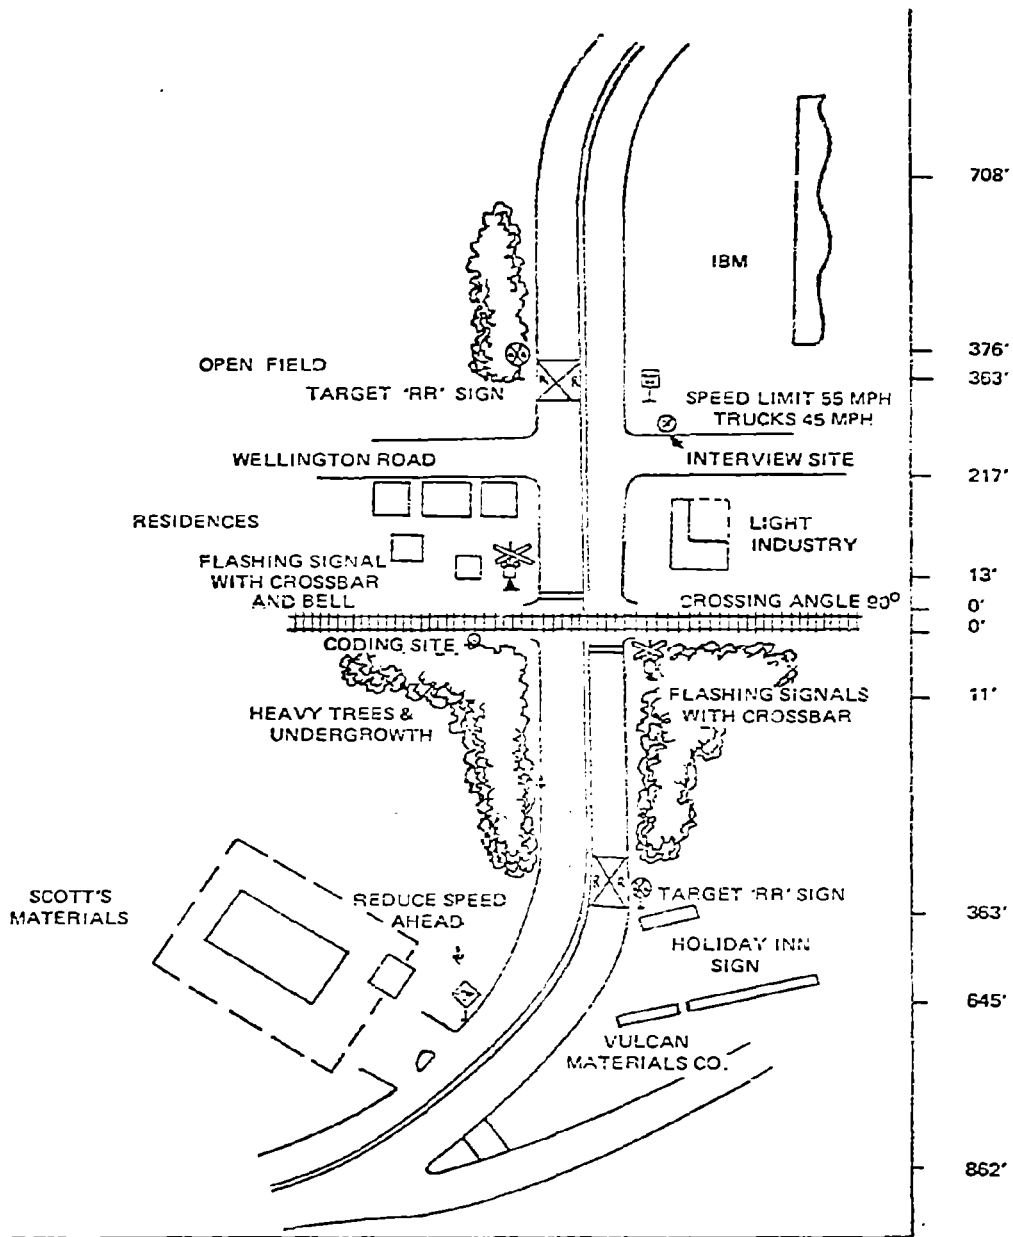 708'
IBM
376'
OPEN FIELD
363'
TARGET 'RR' SIGN
R R
SPEED LIMIT 55 MPH
TRUCKS 45 MPH
WELLINGTON ROAD
INTERVIEW SITE
217'
RESIDENCES
LIGHT
INDUSTRY
FLASHING SIGNAL
WITH CROSSBAR
AND BELL
13'
CROSSING ANGLE 90°
0'
0'
CODING SITE
11'
HEAVY TREES &
UNDERGROWTH
FLASHING SIGNALS
WITH CROSSBAR
SCOTT'S
MATERIALS
REDUCE SPEED
AHEAD
R R
TARGET 'RR' SIGN
363'
HOLIDAY INN
SIGN
645'
VULCAN
MATERIALS CO.
862'